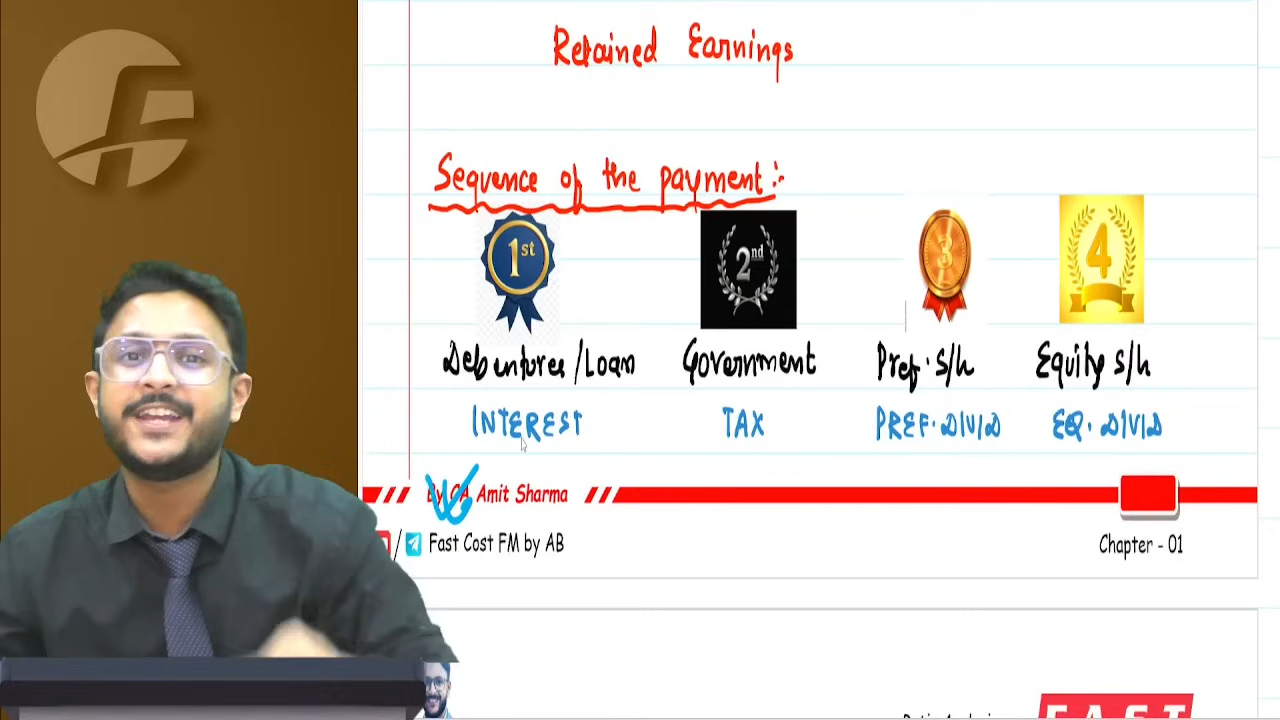 Retained Earnings
Sequence of the payment :-
1st 2nd 3 4
Debentures/Loan Government Pref. S/h Equity S/h
INTEREST TAX PREF. DIVID EQ. DIVID
By CA Amit Sharma
/ Fast Cost FM by AB
Chapter - 01
FAST